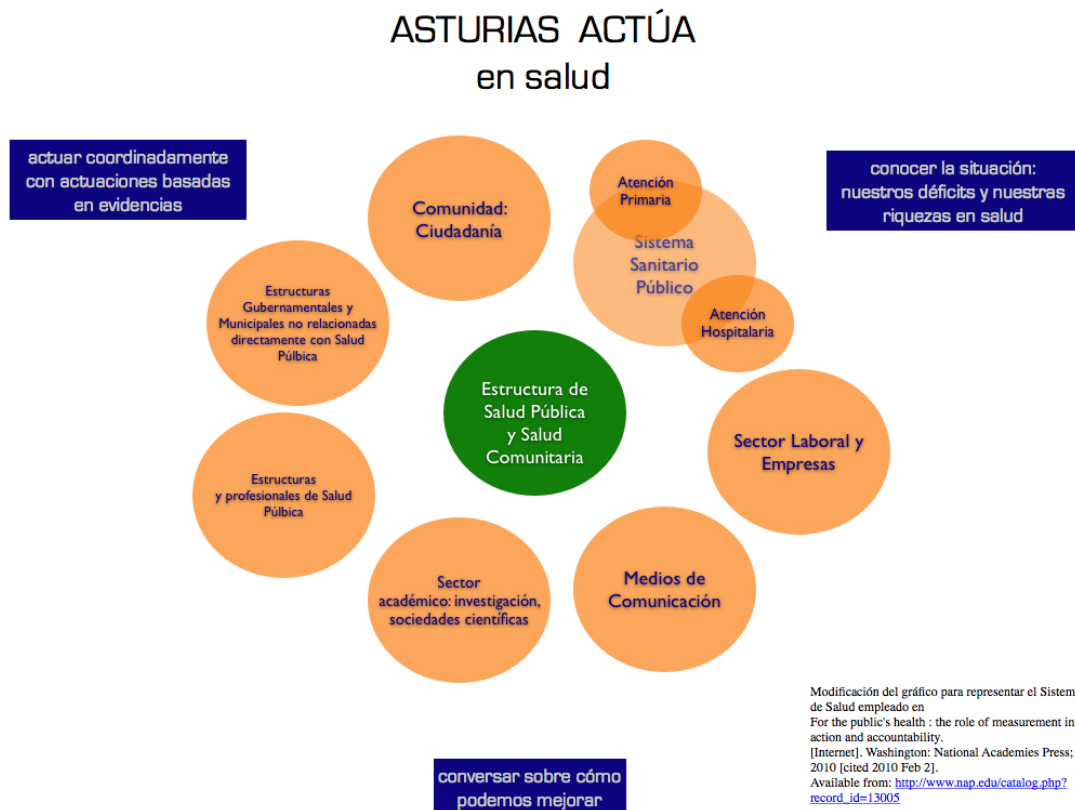 ASTURIAS ACTÚA
en salud
actuar coordinadamente
con actuaciones basadas
en evidencias
conocer la situación:
nuestros déficits y nuestras
riquezas en salud
Comunidad:
Ciudadanía
Atención
Primaria
Sistema
Sanitario
Público
Atención
Hospitalaria
Estructuras
Gubernamentales y
Municipales no relacionadas
directamente con Salud
Púlbica
Estructura de
Salud Pública
y Salud
Comunitaria
Sector Laboral y
Empresas
Estructuras
y profesionales de Salud
Púlbica
Sector
académico: investigación,
sociedades científicas
Medios de
Comunicación
Modificación del gráfico para representar el Sistem
de Salud empleado en
For the public's health : the role of measurement in
action and accountability.
[Internet]. Washington: National Academies Press;
2010 [cited 2010 Feb 2].
Available from: http://www.nap.edu/catalog.php?
record_id=13005
conversar sobre cómo
podemos mejorar